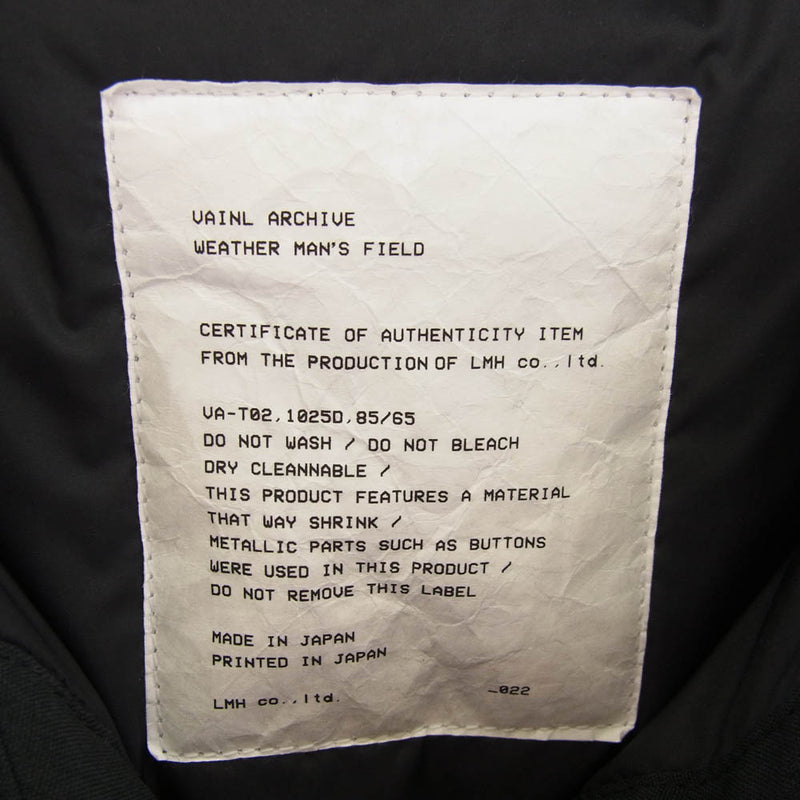 VAINL ARCHIVE
WEATHER MAN'S FIELD
CERTIFICATE OF AUTHENTICITY ITEM
FROM THE PRODUCTION OF LMH co.,ltd.
VA-T02,1025D,85/65
DO NOT WASH / DO NOT BLEACH
DRY CLEANNABLE /
THIS PRODUCT FEATURES A MATERIAL
THAT WAY SHRINK /
METALLIC PARTS SUCH AS BUTTONS
WERE USED IN THIS PRODUCT /
DO NOT REMOVE THIS LABEL
MADE IN JAPAN
PRINTED IN JAPAN
LMH co.,ltd. _022